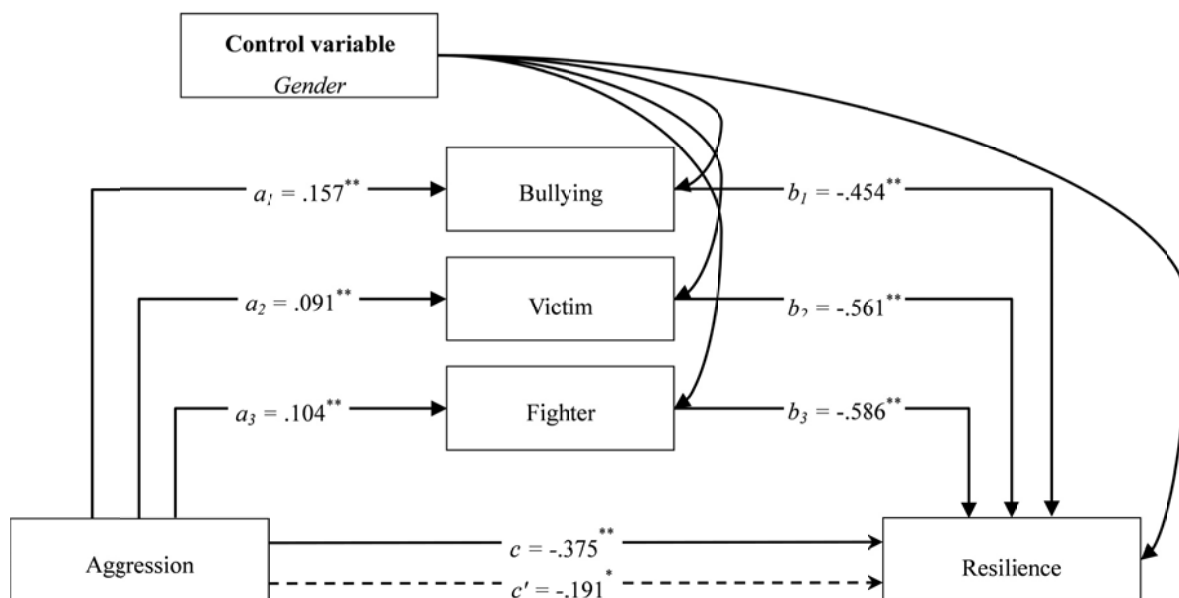 Control variable
Gender
a₁ = .157**
Bullying
b₁ = -.454**
a₂ = .091**
Victim
b₂ = -.561**
a₃ = .104**
Fighter
b₃ = -.586**
Aggression
c = -.375**
c' = -.191*
Resilience